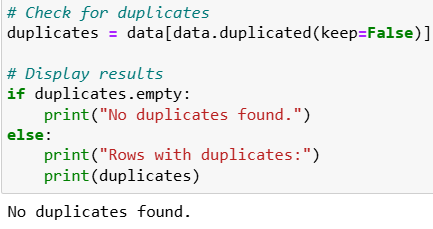 # Check for duplicates
duplicates = data[data.duplicated(keep=False)]

# Display results
if duplicates.empty:
    print("No duplicates found.")
else:
    print("Rows with duplicates:")
    print(duplicates)

No duplicates found.